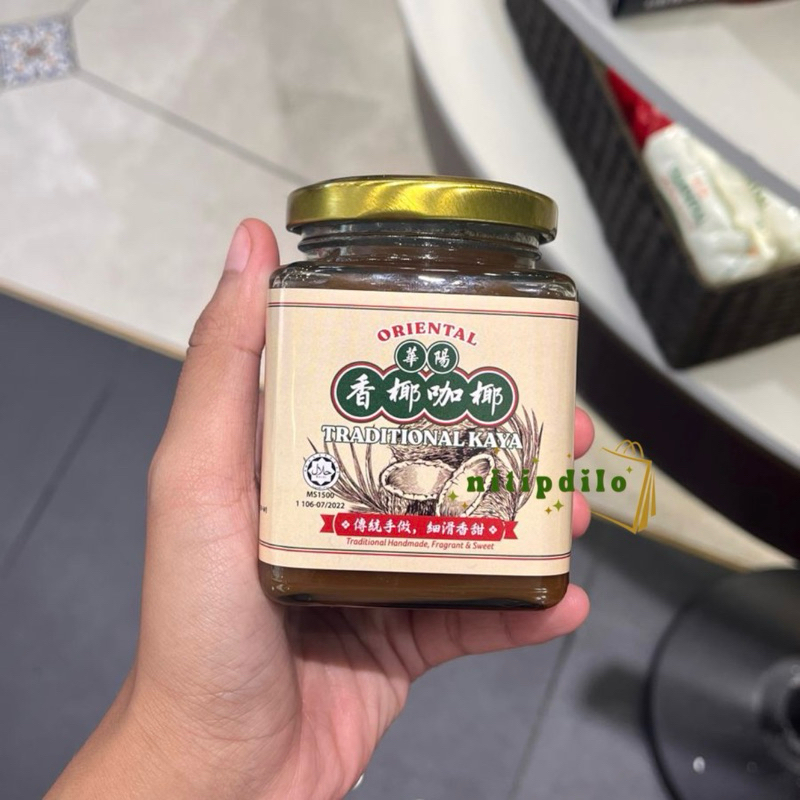 ORIENTAL
華陽
香椰咖椰
TRADITIONAL KAYA
حلال
MS1500
1 106-07/2022
傳統手做，細滑香甜
Traditional Handmade, Fragrant & Sweet
nitipdilo